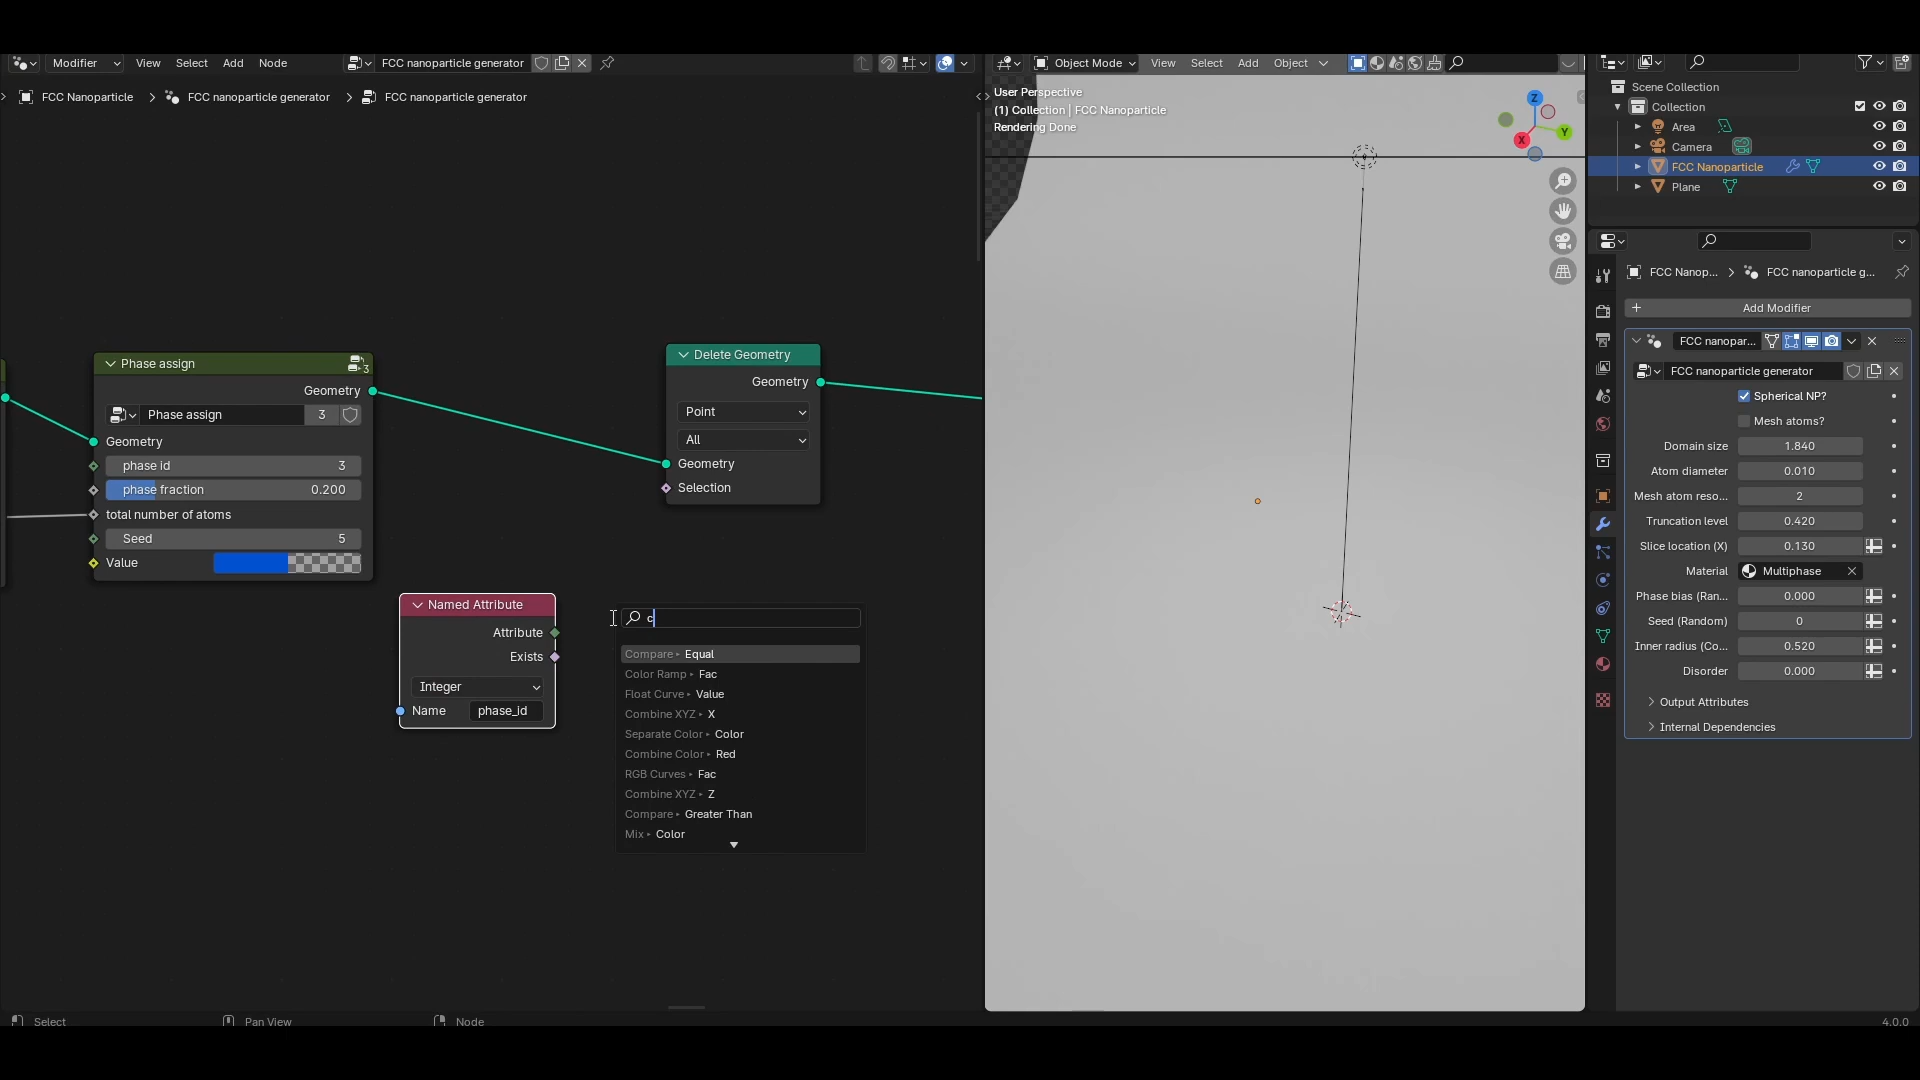 Modifier
View
Select
Add
Node
FCC nanoparticle generator
FCC Nanoparticle
FCC nanoparticle generator
FCC nanoparticle generator
Phase assign
3
Geometry
Phase assign
3
Geometry
phase id
3
phase fraction
0.200
total number of atoms
Seed
5
Value
Delete Geometry
Geometry
Point
All
Geometry
Selection
Named Attribute
Attribute
Exists
Integer
Name
phase_id
c
Compare ▸ Equal
Color Ramp ▸ Fac
Float Curve ▸ Value
Combine XYZ ▸ X
Separate Color ▸ Color
Combine Color ▸ Red
RGB Curves ▸ Fac
Combine XYZ ▸ Z
Compare ▸ Greater Than
Mix ▸ Color
Select
Pan View
Node
Object Mode
View
Select
Add
Object
User Perspective
(1) Collection | FCC Nanoparticle
Rendering Done
Z
Y
X
Scene Collection
Collection
Area
Camera
FCC Nanoparticle
Plane
FCC Nanop...
FCC nanoparticle g...
Add Modifier
FCC nanopar...
FCC nanoparticle generator
Spherical NP?
Mesh atoms?
Domain size 1.840
Atom diameter 0.010
Mesh atom reso... 2
Truncation level 0.420
Slice location (X) 0.130
Material Multiphase
Phase bias (Ran... 0.000
Seed (Random) 0
Inner radius (Co... 0.520
Disorder 0.000
Output Attributes
Internal Dependencies
4.0.0